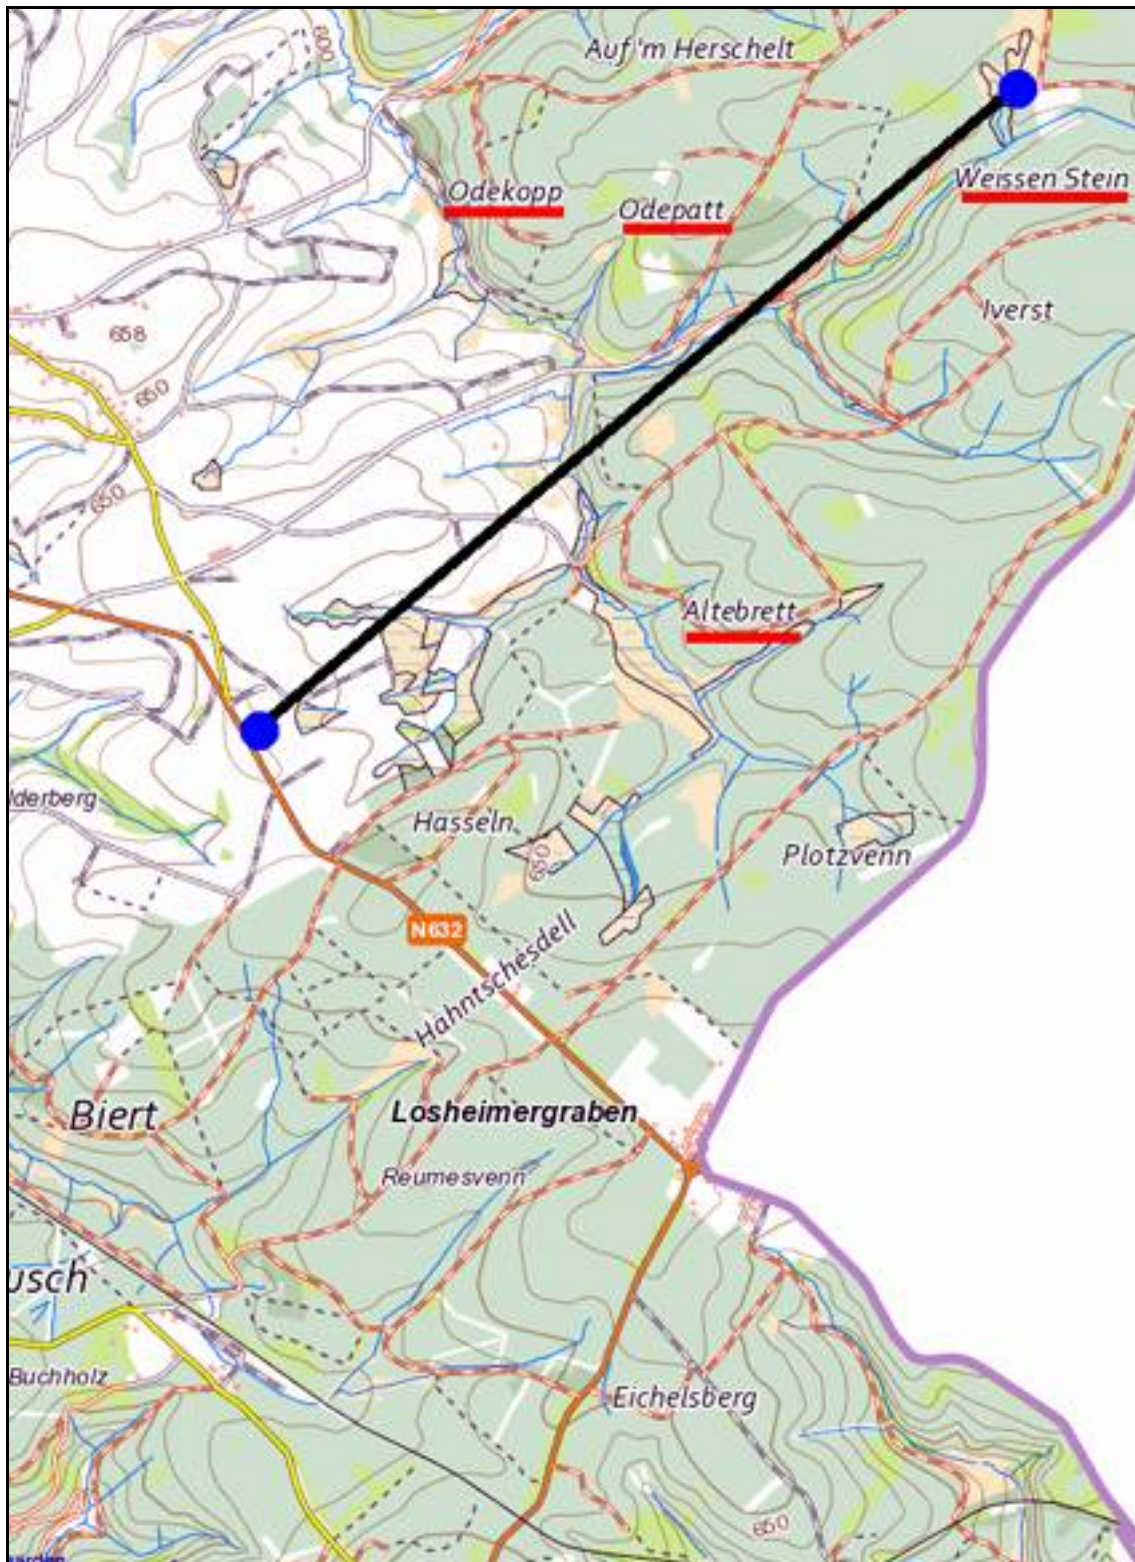 600
Auf'm Herschelt
Odekopp
Weissen Stein
Odepatt
Iverst
658
650
650
Altebrett
lderberg
Hasseln
650
Plotzvenn
N632
Hahntschesdell
Biert
Losheimergraben
Reumesvenn
usch
Buchholz
Eichelsberg
650